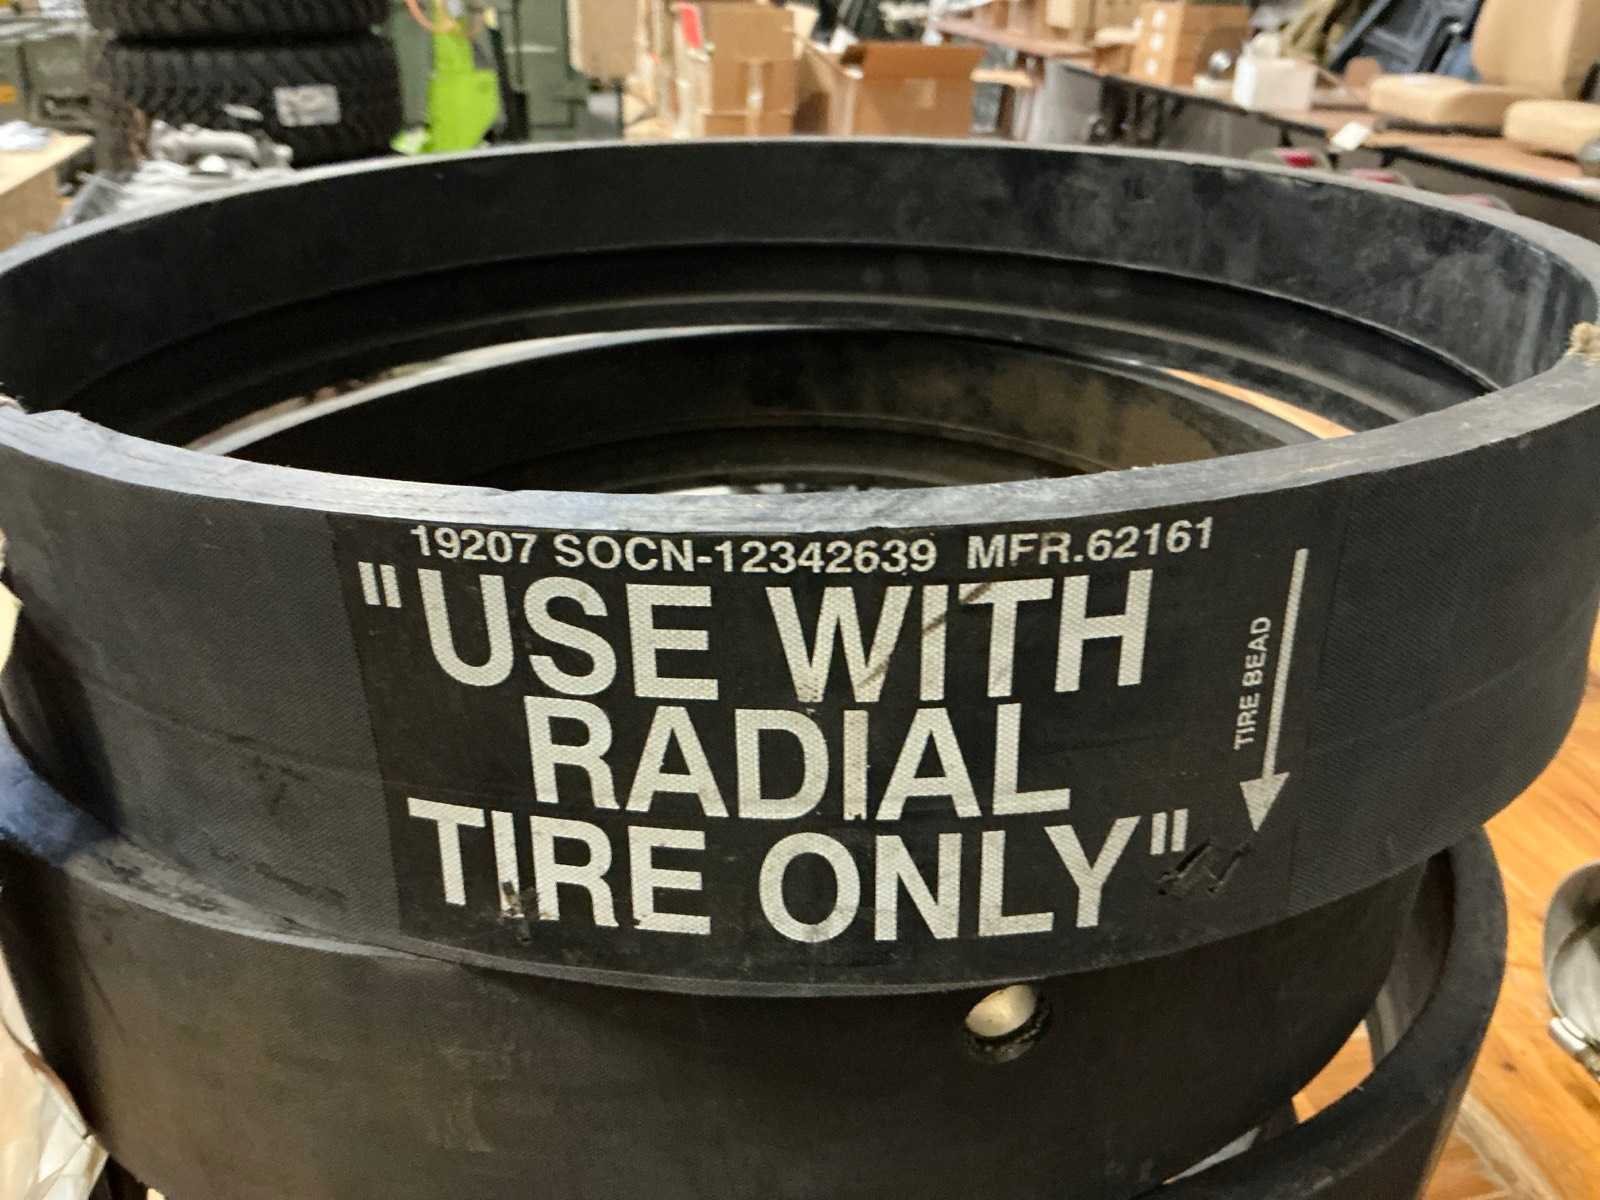 19207 SOCN-12342639 MFR.62161
"USE WITH
RADIAL
TIRE ONLY"
TIRE BEAD